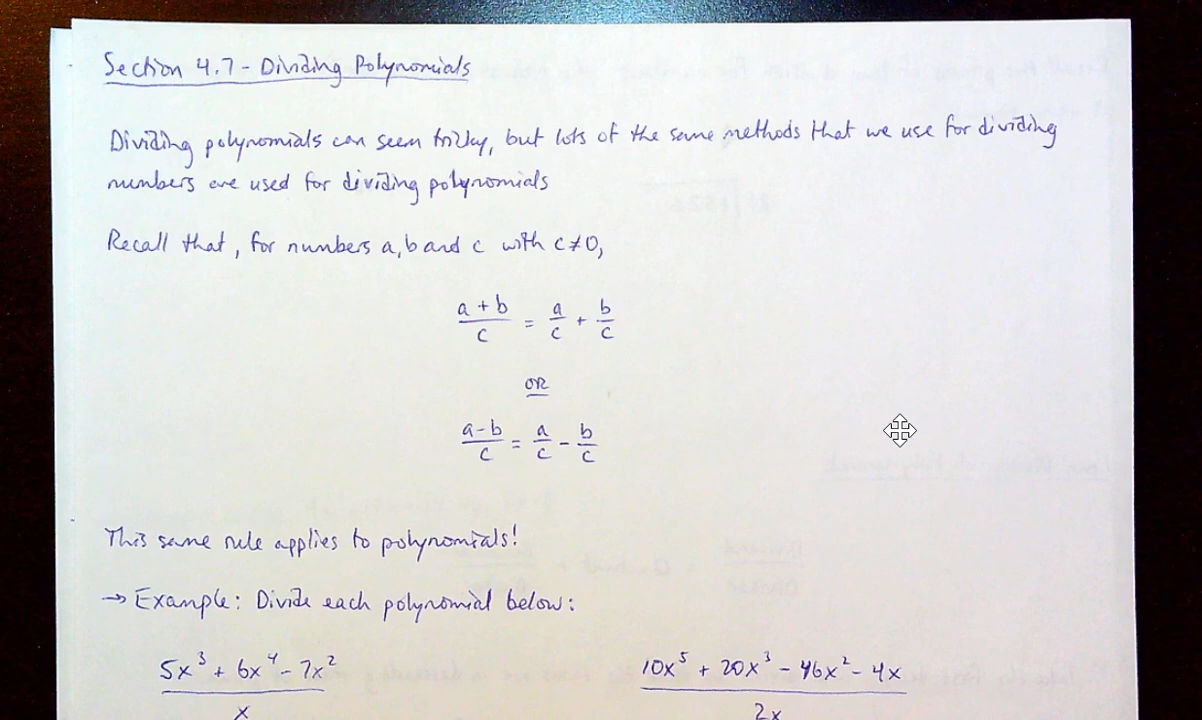 Section 4.7 - Dividing Polynomials
Dividing polynomials can seem tricky, but lots of the same methods that we use for dividing
numbers are used for dividing polynomials
Recall that, for numbers a, b and c with c≠0,
(a + b)/c = a/c + b/c
OR
(a - b)/c = a/c - b/c
This same rule applies to polynomials!
→ Example: Divide each polynomial below:
(5x³ + 6x⁴ - 7x²)/x
(10x⁵ + 20x³ - 46x² - 4x)/2x